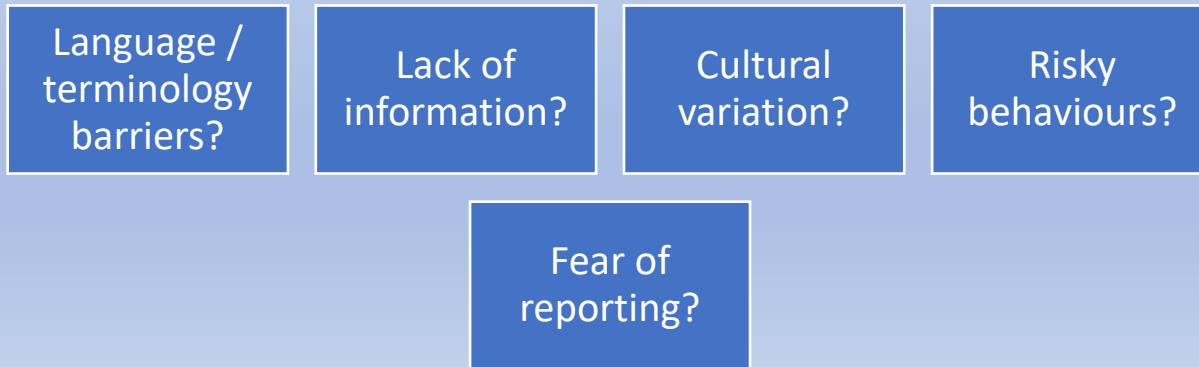 Language /
terminology
barriers?
Lack of
information?
Cultural
variation?
Risky
behaviours?
Fear of
reporting?